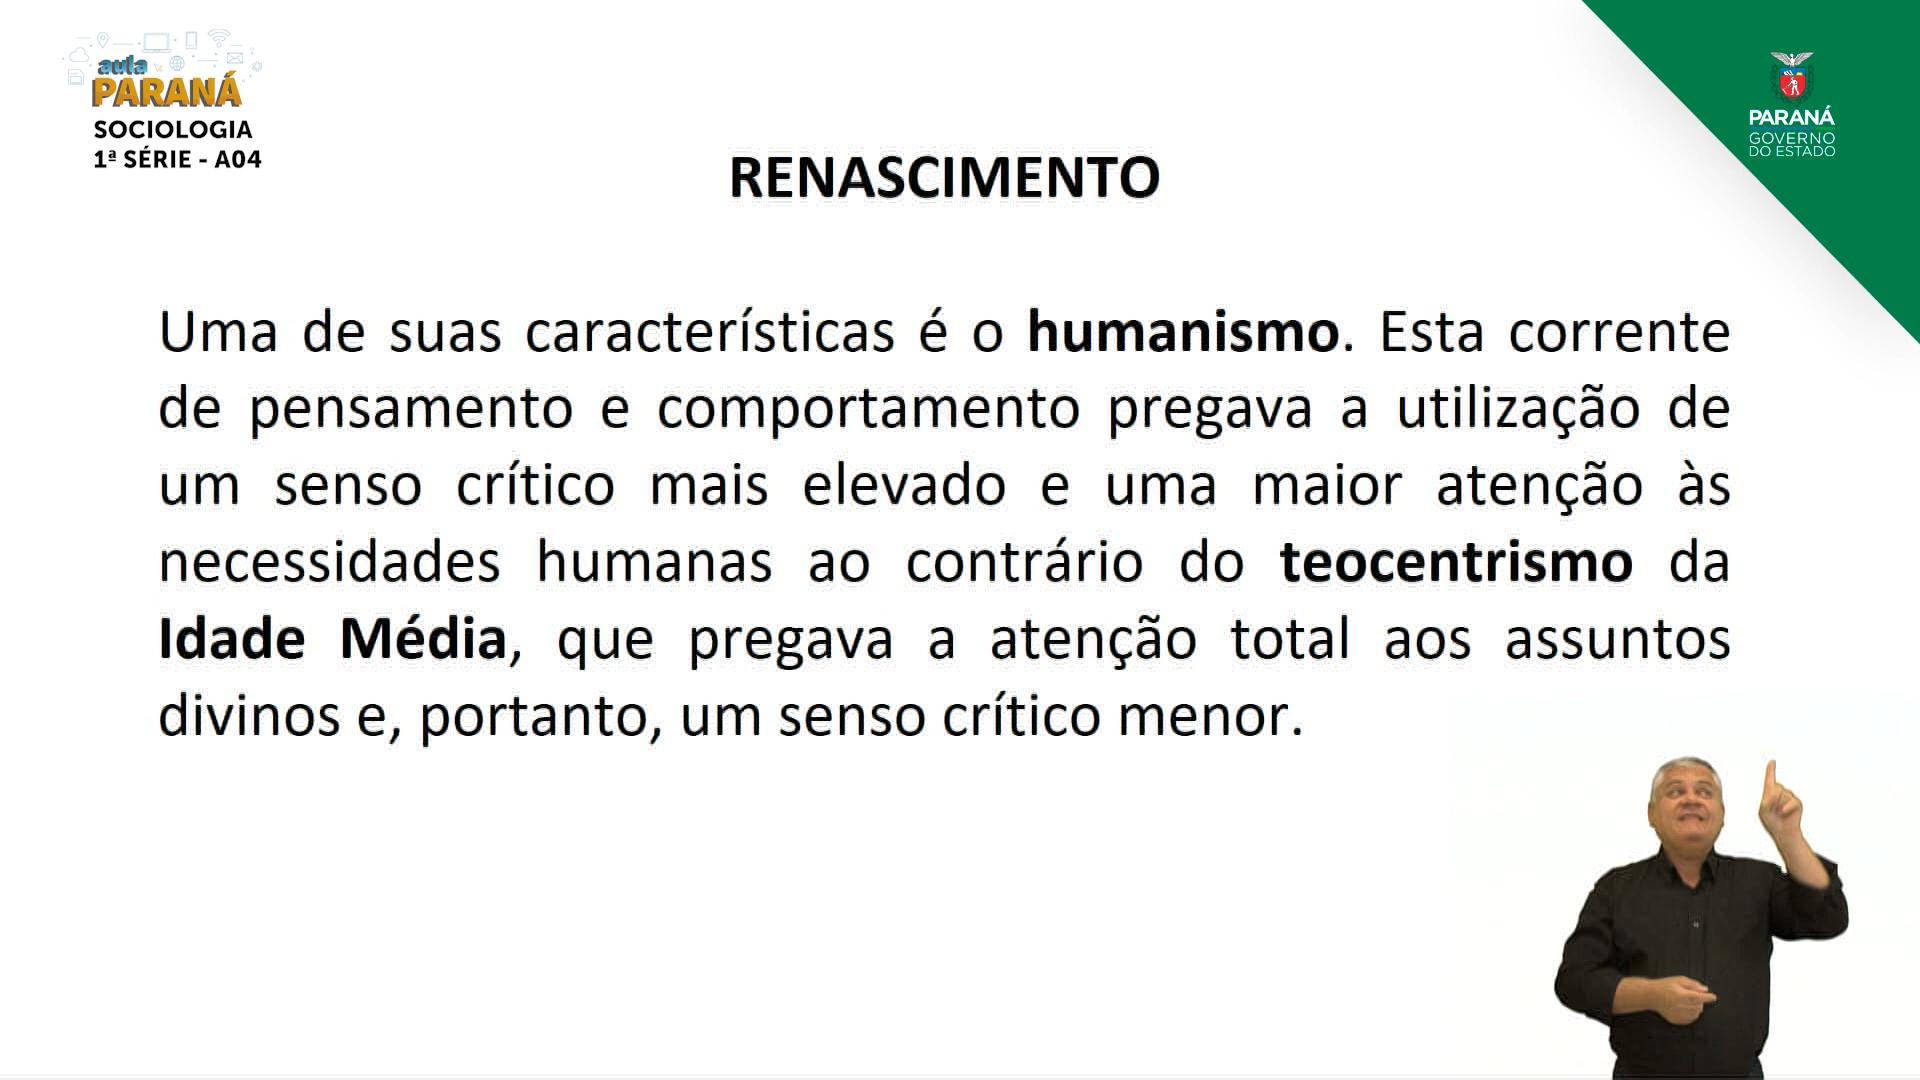 aula
PARANÁ
SOCIOLOGIA
1ª SÉRIE - A04
PARANÁ
GOVERNO
DO ESTADO
RENASCIMENTO
Uma de suas características é o humanismo. Esta corrente
de pensamento e comportamento pregava a utilização de
um senso crítico mais elevado e uma maior atenção às
necessidades humanas ao contrário do teocentrismo da
Idade Média, que pregava a atenção total aos assuntos
divinos e, portanto, um senso crítico menor.